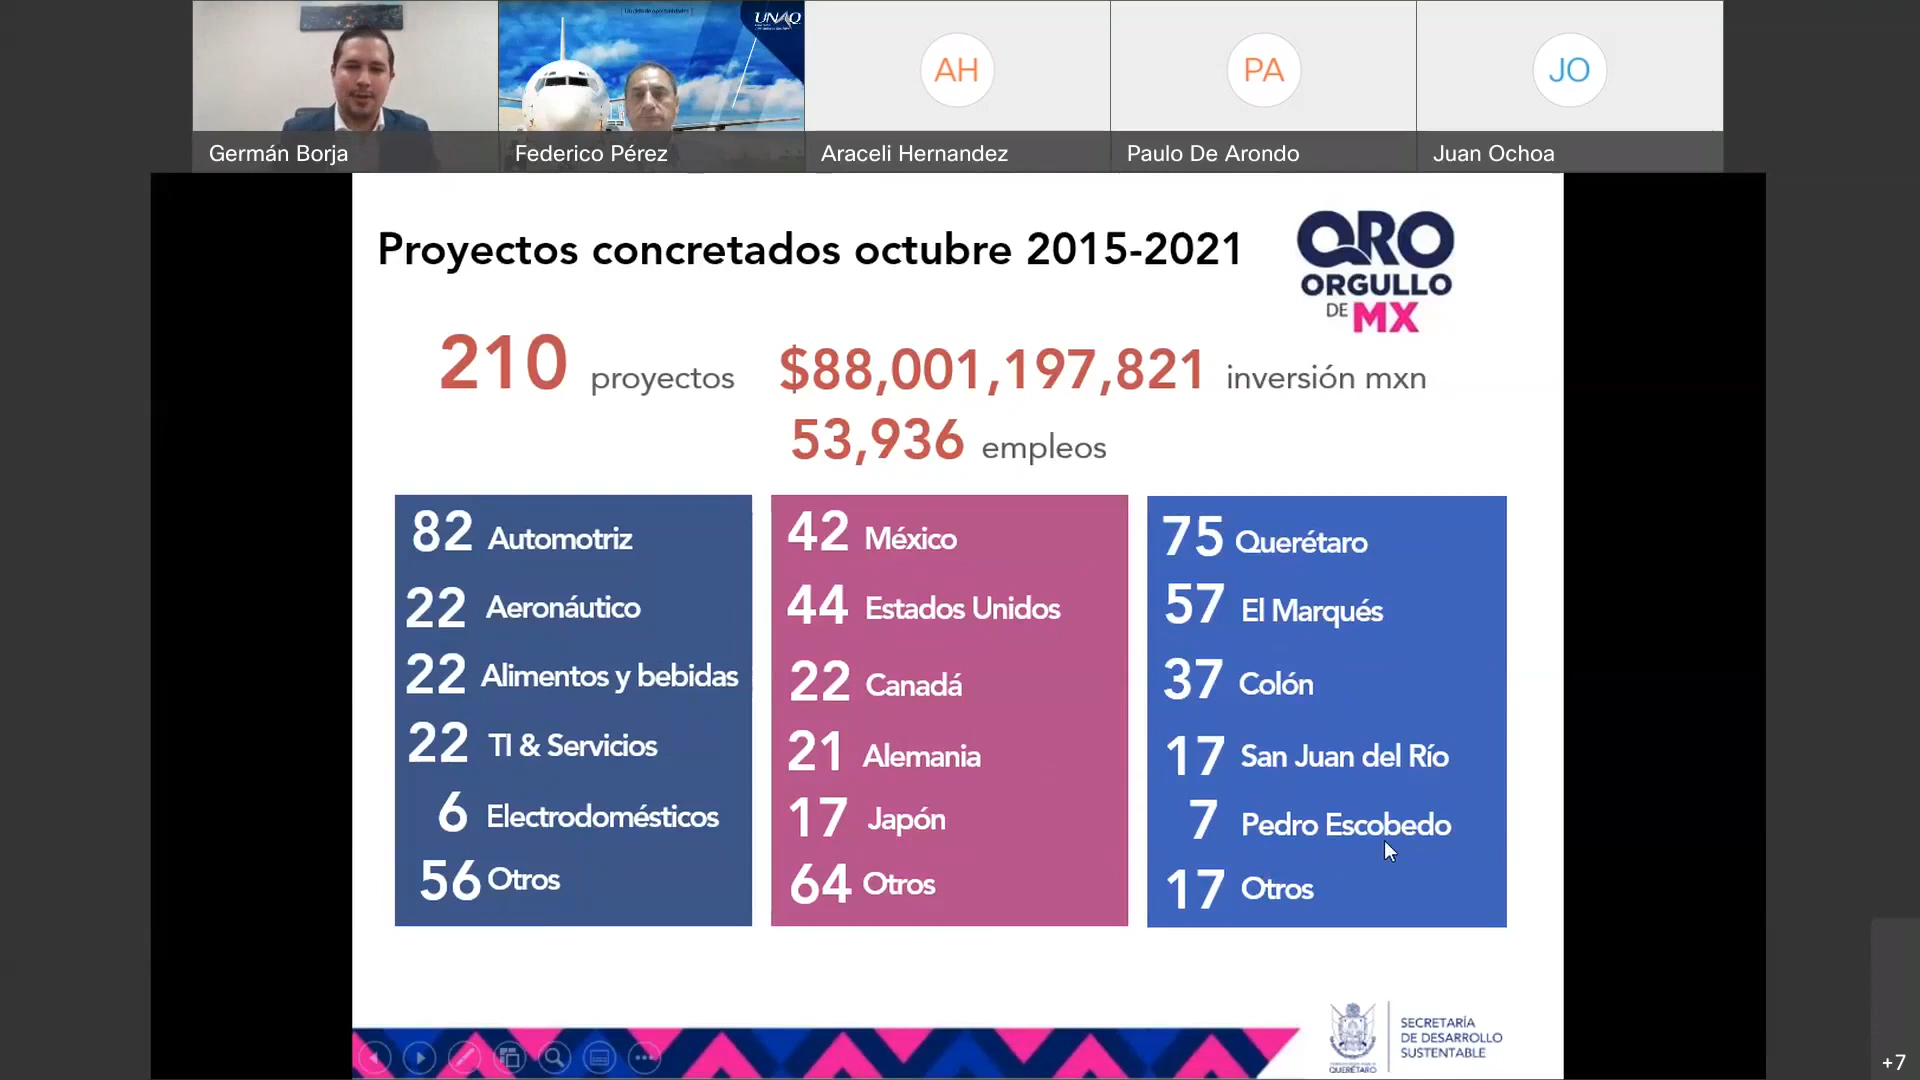 UNAQ
Germán Borja
Federico Pérez
AH
Araceli Hernandez
PA
Paulo De Arondo
JO
Juan Ochoa
Proyectos concretados octubre 2015-2021
QRO
ORGULLO
DE MX
210 proyectos
$88,001,197,821 inversión mxn
53,936 empleos
82 Automotriz
22 Aeronáutico
22 Alimentos y bebidas
22 TI & Servicios
6 Electrodomésticos
56 Otros
42 México
44 Estados Unidos
22 Canadá
21 Alemania
17 Japón
64 Otros
75 Querétaro
57 El Marqués
37 Colón
17 San Juan del Río
7 Pedro Escobedo
17 Otros
QUERÉTARO
SECRETARÍA
DE DESARROLLO
SUSTENTABLE
+7